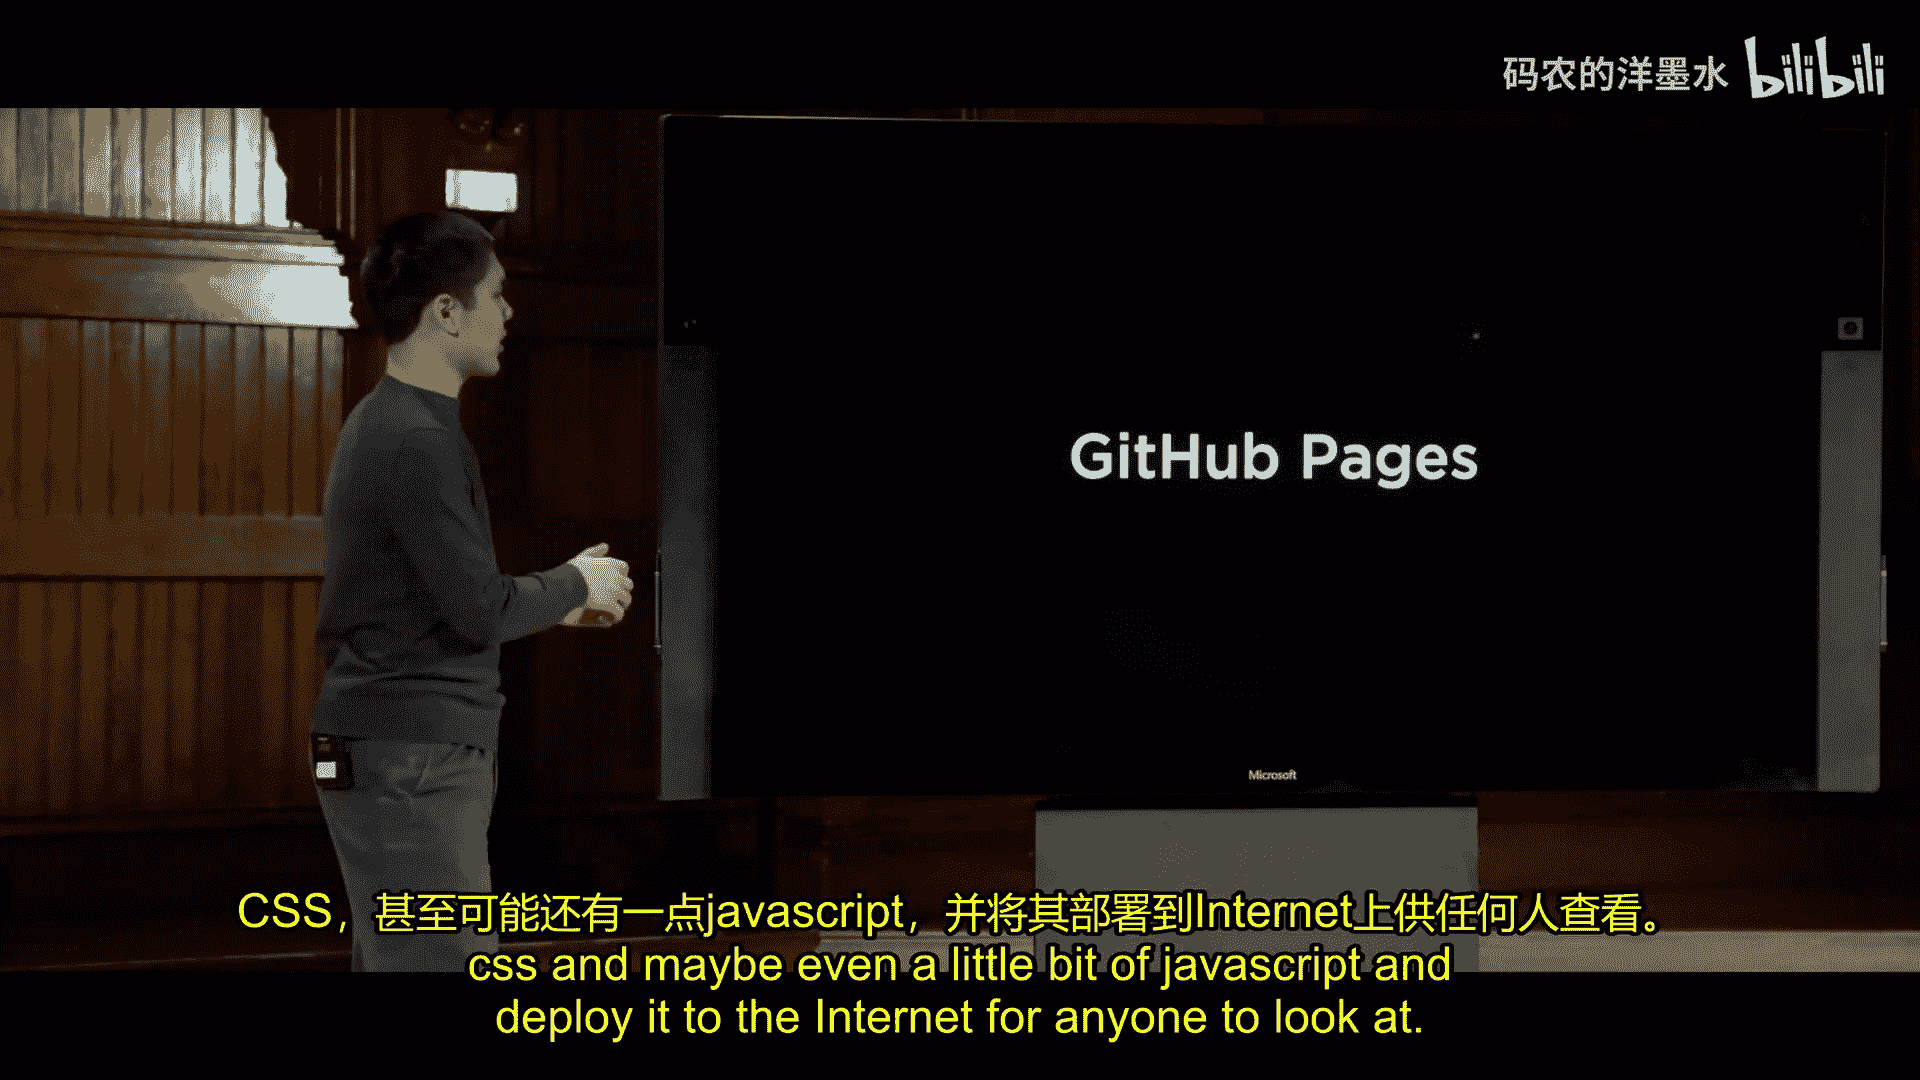 码农的洋墨水 bilibili
GitHub Pages
Microsoft
CSS，甚至可能还有一点javascript，并将其部署到Internet上供任何人查看。
css and maybe even a little bit of javascript and
deploy it to the Internet for anyone to look at.